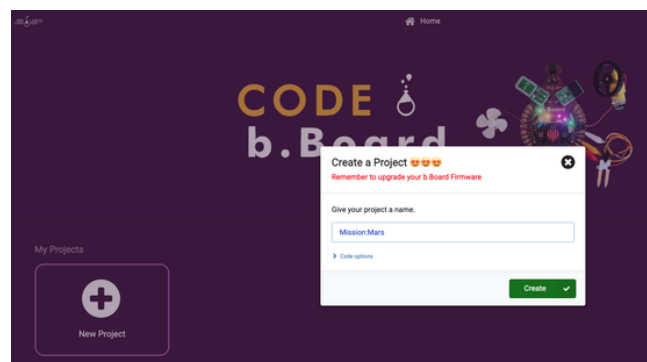 Home
CODE
b.Board
Create a Project 😍😍😍
Remember to upgrade your b.Board Firmware
Give your project a name.
Mission:Mars
Code options
Create
My Projects
New Project